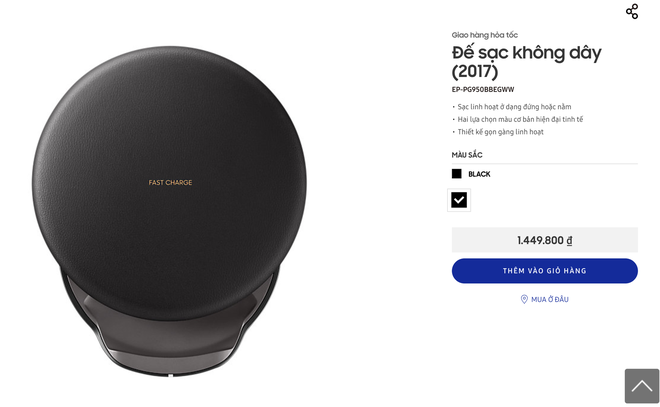 FAST CHARGE
Giao hàng hỏa tốc
Đế sạc không dây
(2017)
EP-PG950BBEGWW
• Sạc linh hoạt ở dạng đứng hoặc nằm
• Hai lựa chọn màu cơ bản hiện đại tinh tế
• Thiết kế gọn gàng linh hoạt
MÀU SẮC
BLACK
1.449.800 ₫
THÊM VÀO GIỎ HÀNG
MUA Ở ĐÂU